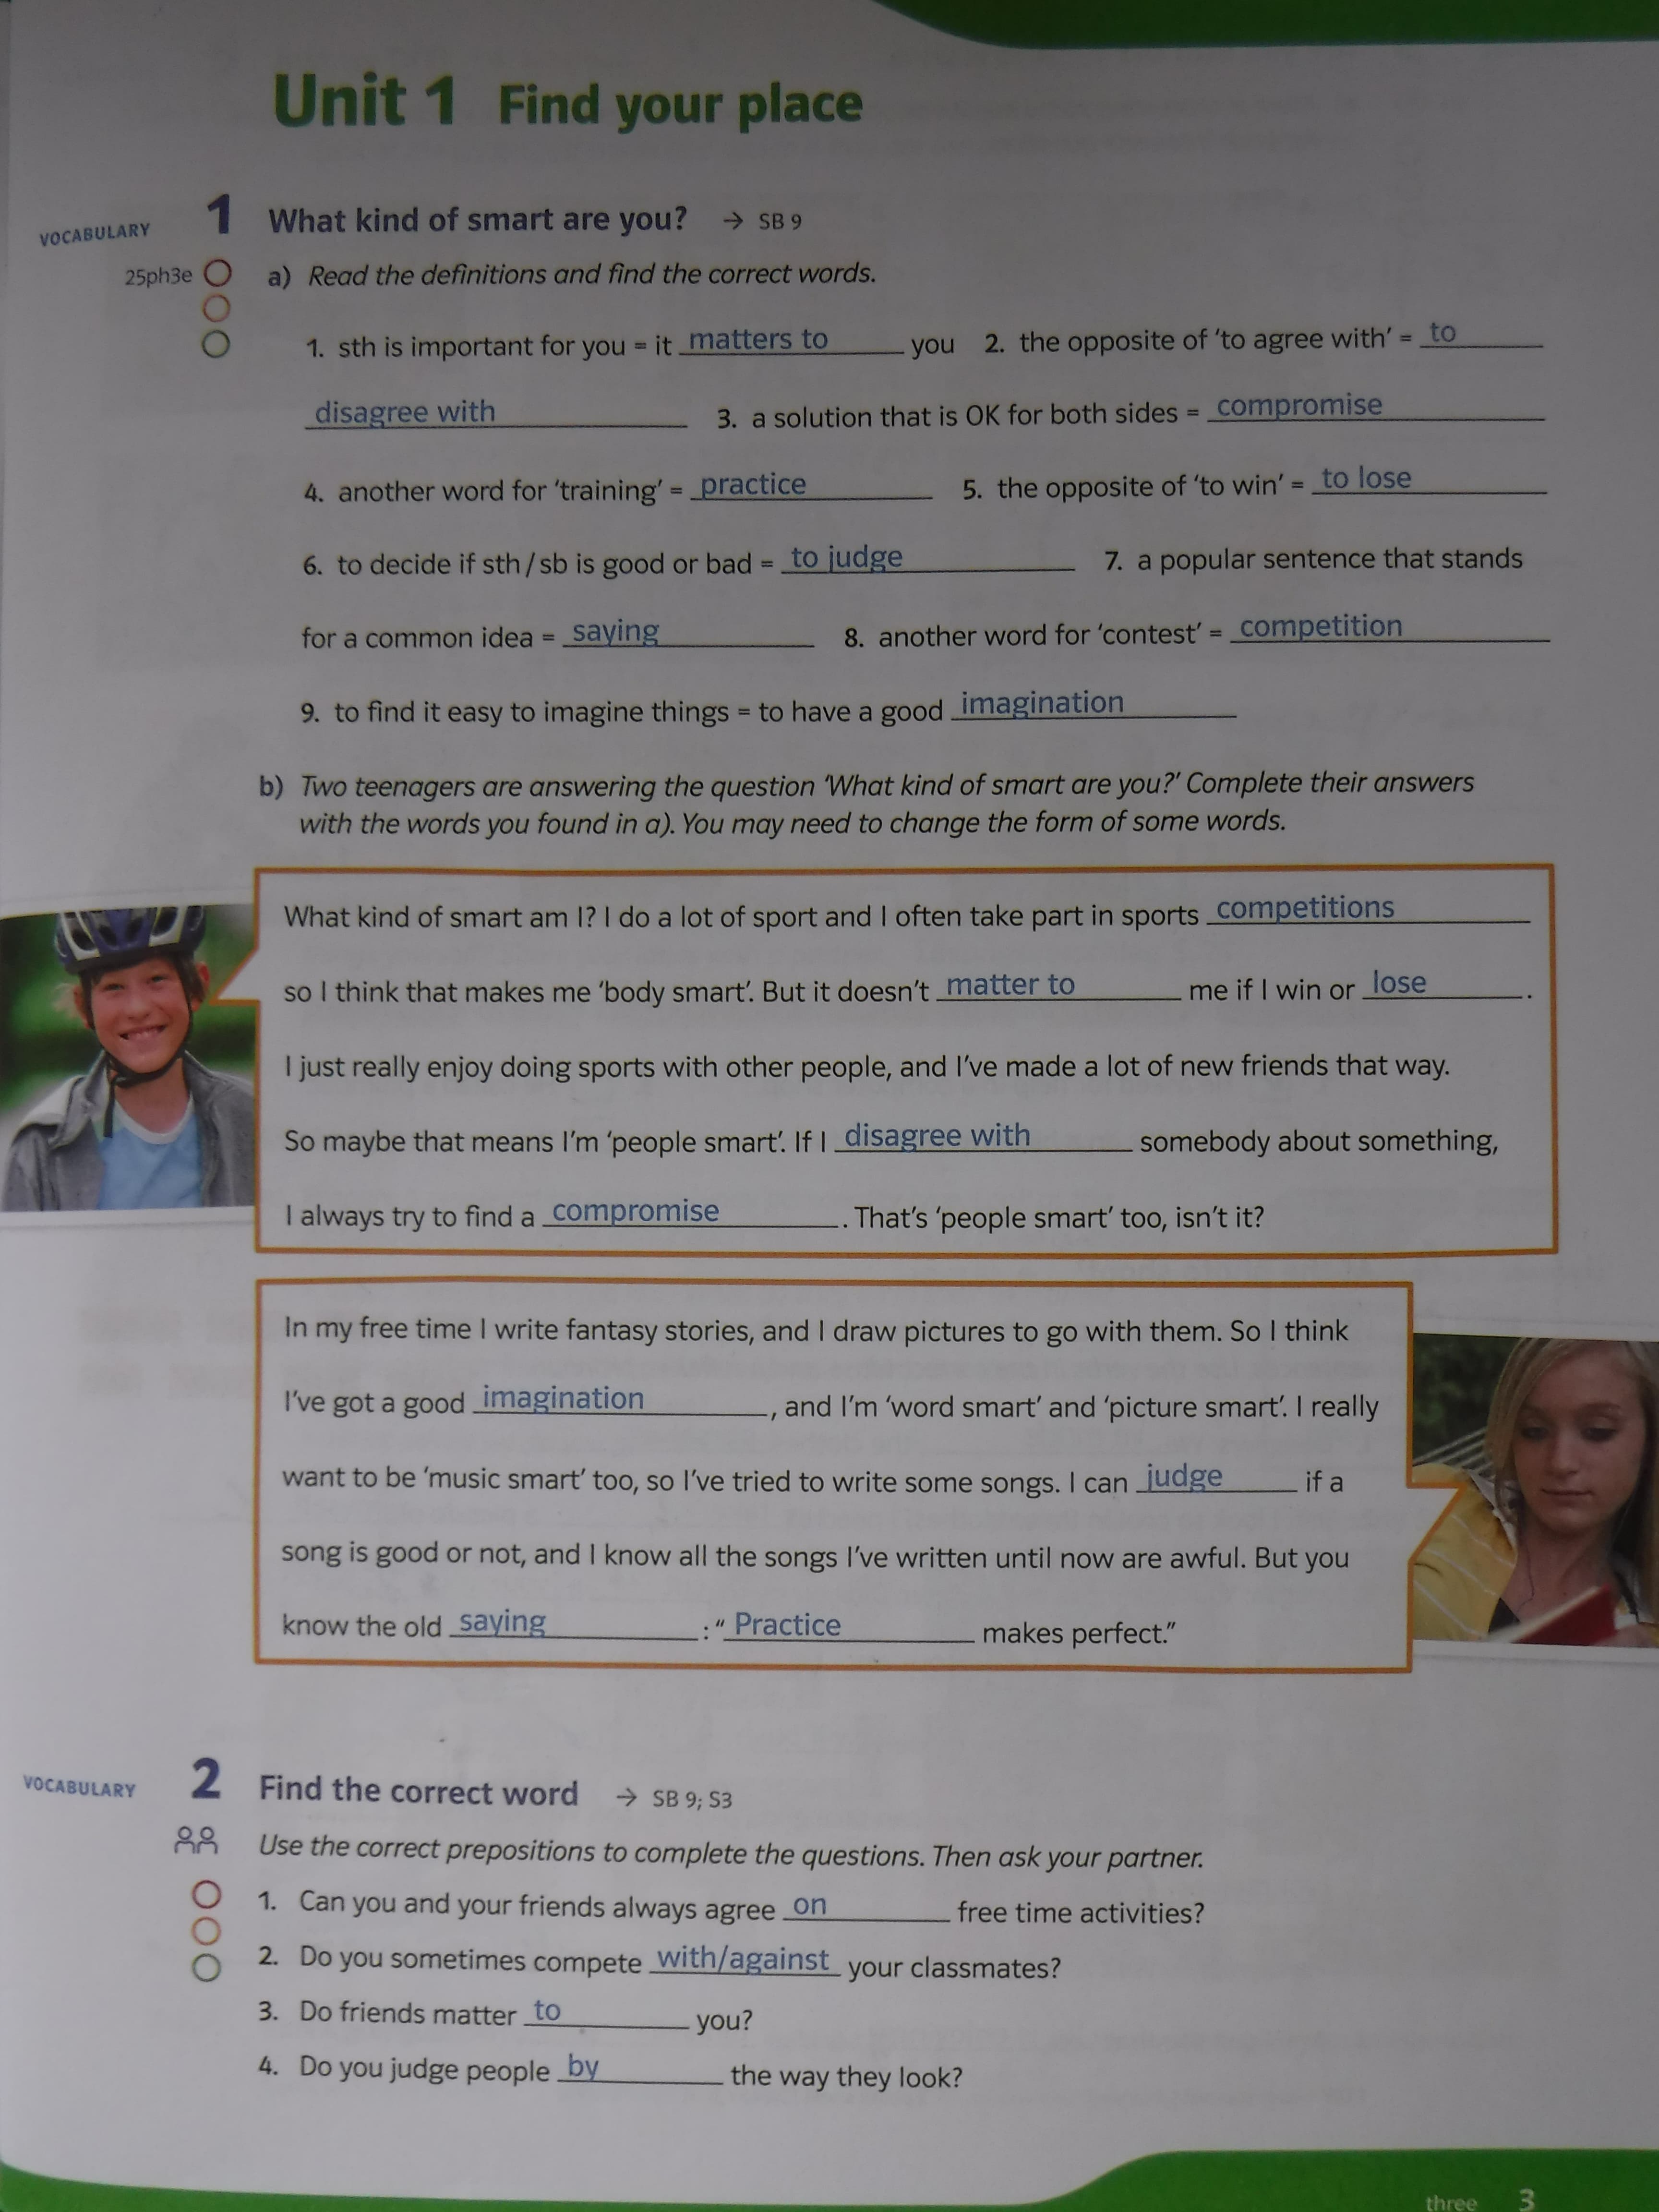 Unit 1 Find your place
VOCABULARY 1 What kind of smart are you? → SB 9
25ph3e a) Read the definitions and find the correct words.
1. sth is important for you = it matters to you 2. the opposite of ‘to agree with’ = to
disagree with 3. a solution that is OK for both sides = compromise
4. another word for ‘training’ = practice 5. the opposite of ‘to win’ = to lose
6. to decide if sth / sb is good or bad = to judge 7. a popular sentence that stands
for a common idea = saying 8. another word for ‘contest’ = competition
9. to find it easy to imagine things = to have a good imagination
b) Two teenagers are answering the question ‘What kind of smart are you?’ Complete their answers
with the words you found in a). You may need to change the form of some words.
What kind of smart am I? I do a lot of sport and I often take part in sports competitions
so I think that makes me ‘body smart’. But it doesn’t matter to me if I win or lose .
I just really enjoy doing sports with other people, and I’ve made a lot of new friends that way.
So maybe that means I’m ‘people smart’. If I disagree with somebody about something,
I always try to find a compromise . That’s ‘people smart’ too, isn’t it?
In my free time I write fantasy stories, and I draw pictures to go with them. So I think
I’ve got a good imagination , and I’m ‘word smart’ and ‘picture smart’. I really
want to be ‘music smart’ too, so I’ve tried to write some songs. I can judge if a
song is good or not, and I know all the songs I’ve written until now are awful. But you
know the old saying : “ Practice makes perfect.”
VOCABULARY 2 Find the correct word → SB 9; S3
Use the correct prepositions to complete the questions. Then ask your partner.
1. Can you and your friends always agree on free time activities?
2. Do you sometimes compete with/against your classmates?
3. Do friends matter to you?
4. Do you judge people by the way they look?
three 3